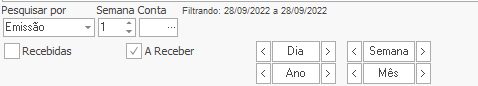 Pesquisar por Semana Conta Filtrando: 28/09/2022 a 28/09/2022
Emissão 1 ...
Recebidas A Receber < Dia > < Semana >
< Ano > < Mês >